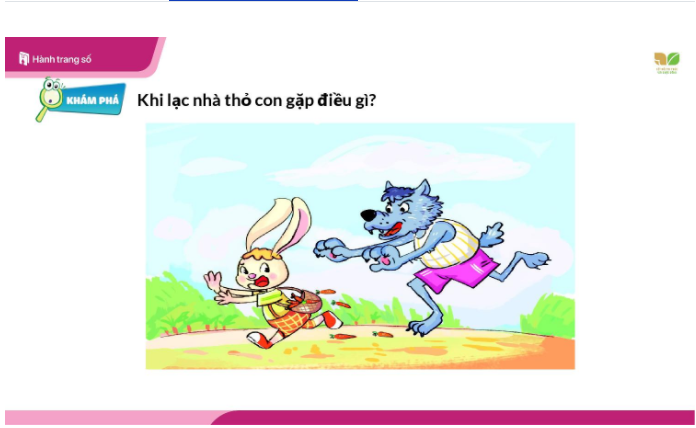 Hành trang số
KHÁM PHÁ
Khi lạc nhà thỏ con gặp điều gì?